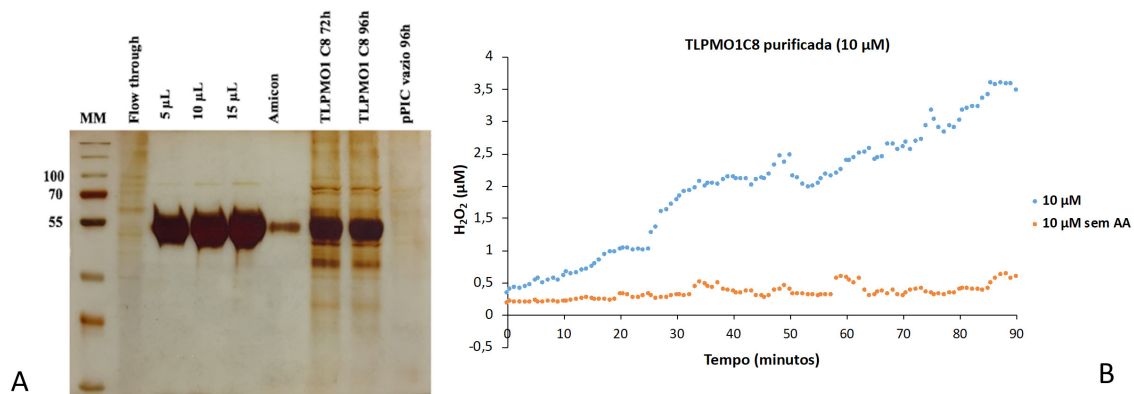 MM
Flow through
5 µL
10 µL
15 µL
Amicon
TLPMO1 C8 72h
TLPMO1 C8 96h
pPIC vazio 96h
100
70
55
A
TLPMO1C8 purificada (10 µM)
H₂O₂ (µM)
4
3,5
3
2,5
2
1,5
1
0,5
0
-0,5
0 10 20 30 40 50 60 70 80 90
Tempo (minutos)
10 µM
10 µM sem AA
B